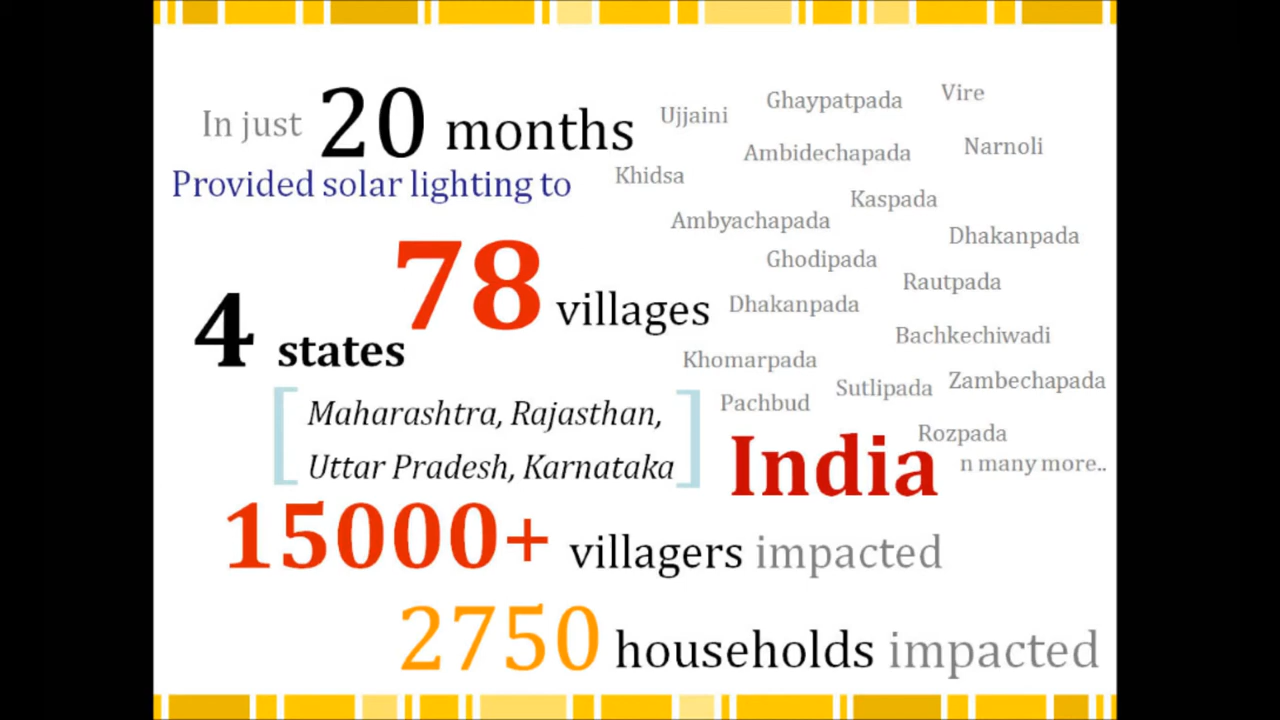 In just 20 months
Provided solar lighting to
78 villages
4 states
[Maharashtra, Rajasthan,
Uttar Pradesh, Karnataka]
India
15000+ villagers impacted
2750 households impacted
Vire
Ghaypatpada
Ujjaini
Narnoli
Ambidechapada
Khidsa
Kaspada
Ambyachapada
Dhakanpada
Ghodipada
Rautpada
Dhakanpada
Bachkechiwadi
Khomarpada
Zambechapada
Sutlipada
Pachbud
Rozpada
n many more..